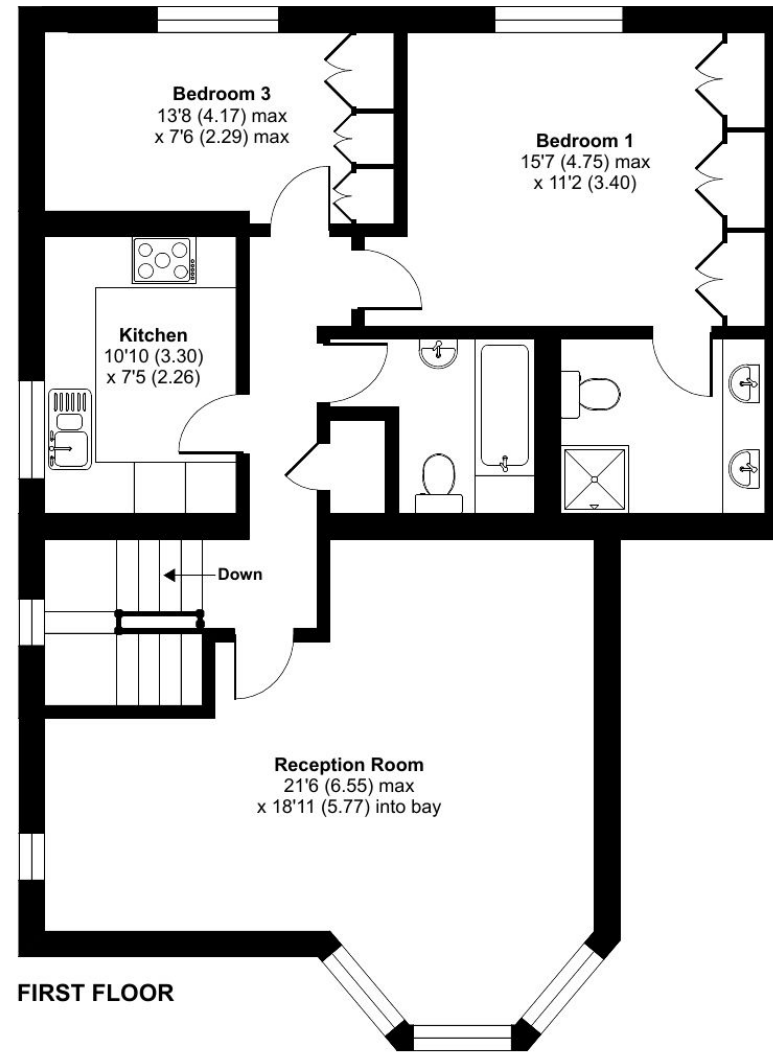 Bedroom 3
13'8 (4.17) max
x 7'6 (2.29) max
Bedroom 1
15'7 (4.75) max
x 11'2 (3.40)
Kitchen
10'10 (3.30)
x 7'5 (2.26)
Down
Reception Room
21'6 (6.55) max
x 18'11 (5.77) into bay
FIRST FLOOR